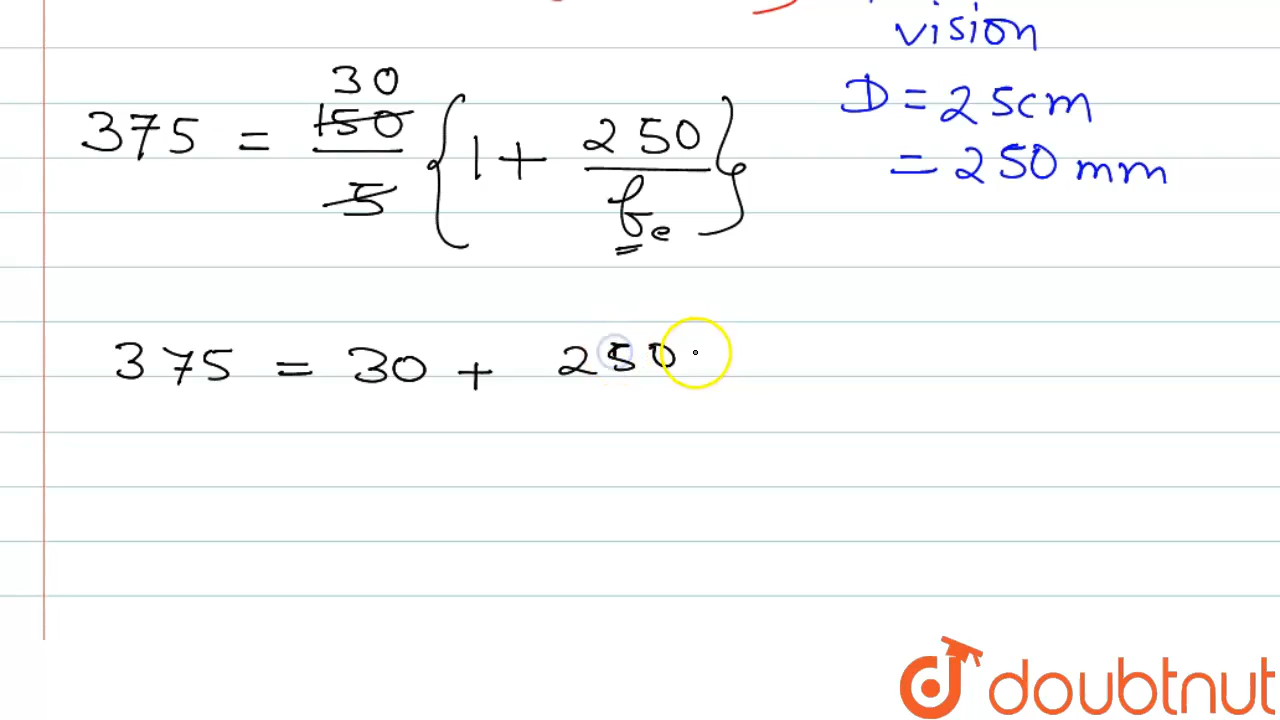 vision
D = 25cm
= 250 mm
30
375 = 150/5 {1 + 250/fe}
375 = 30 + 250
doubtnut